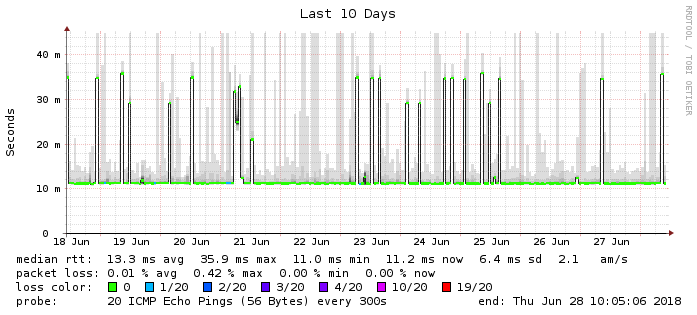 Last 10 Days
RRDTOOL / TOBI OETIKER
Seconds
40 m
30 m
20 m
10 m
0
18 Jun 19 Jun 20 Jun 21 Jun 22 Jun 23 Jun 24 Jun 25 Jun 26 Jun 27 Jun
median rtt: 13.3 ms avg 35.9 ms max 11.0 ms min 11.2 ms now 6.4 ms sd 2.1 am/s
packet loss: 0.01 % avg 0.42 % max 0.00 % min 0.00 % now
loss color: 0 1/20 2/20 3/20 4/20 10/20 19/20
probe: 20 ICMP Echo Pings (56 Bytes) every 300s end: Thu Jun 28 10:05:06 2018